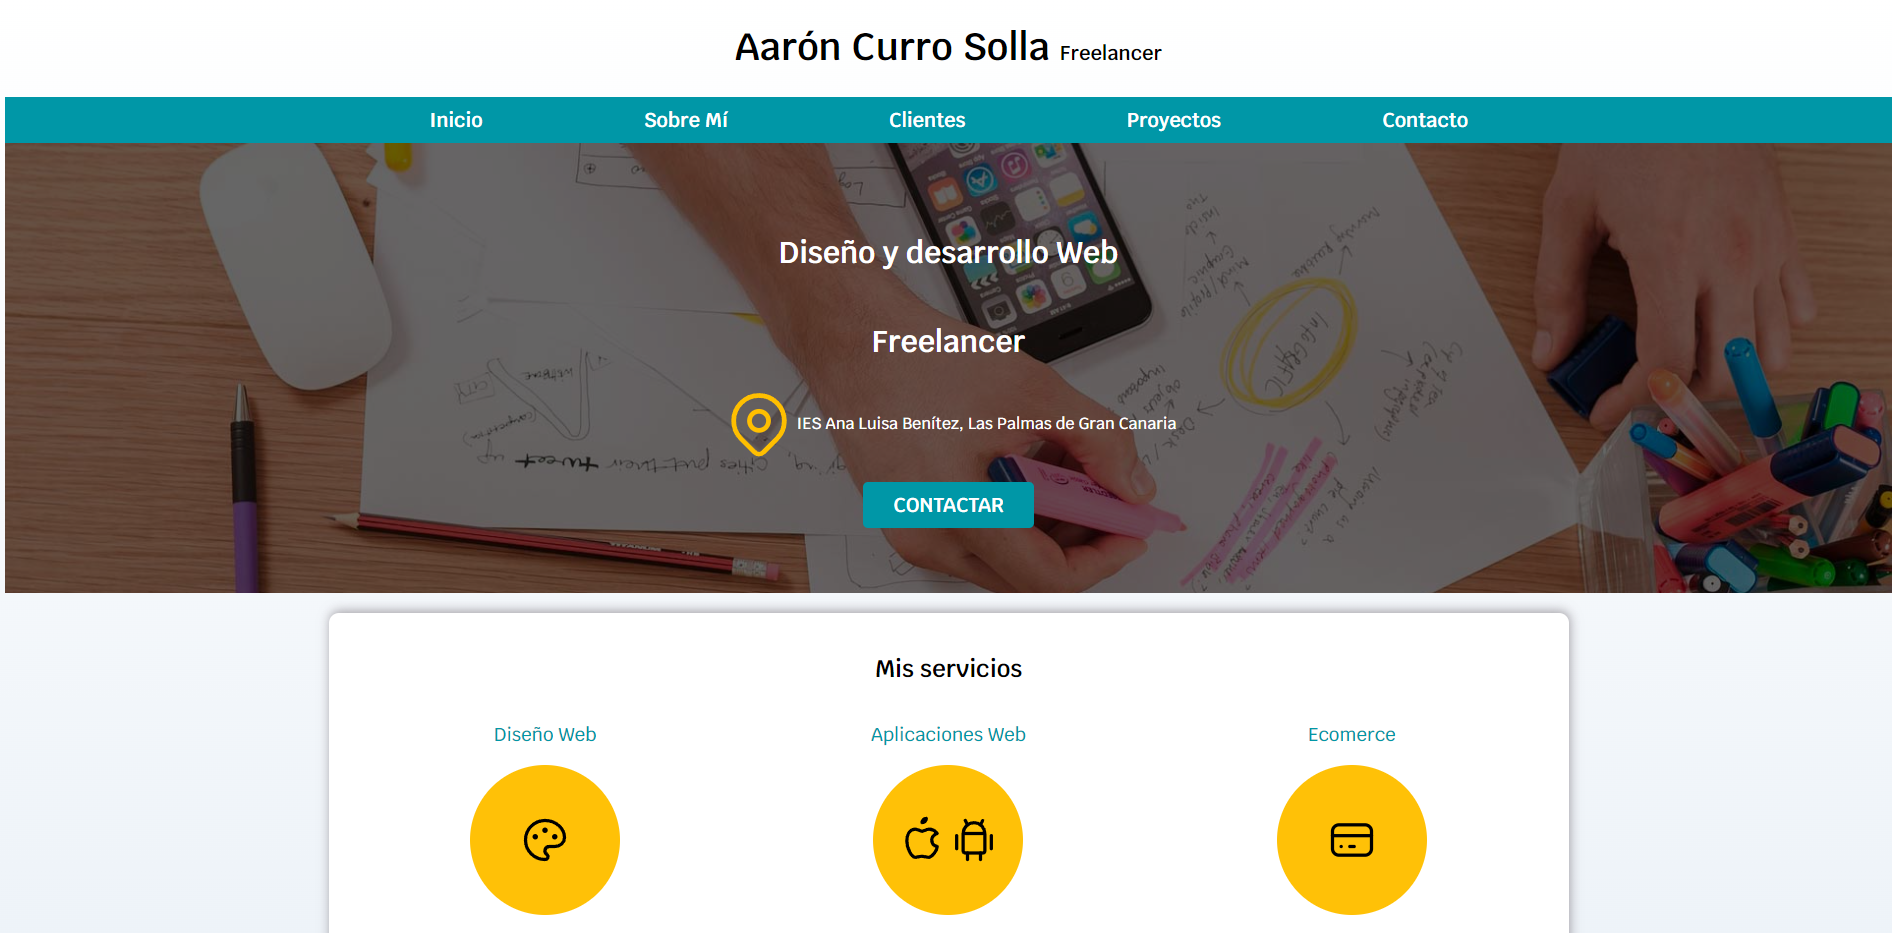 Aarón Curro Solla Freelancer
Inicio Sobre Mí Clientes Proyectos Contacto
Diseño y desarrollo Web
Freelancer
IES Ana Luisa Benítez, Las Palmas de Gran Canaria
CONTACTAR
Mis servicios
Diseño Web Aplicaciones Web Ecomerce